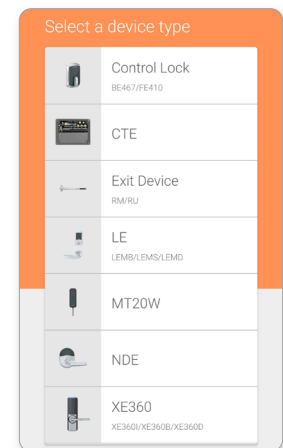 Select a device type
Control Lock
BE467/FE410
CTE
Exit Device
RM/RU
LE
LEMB/LEMS/LEMD
MT20W
NDE
XE360
XE360I/XE360B/XE360D